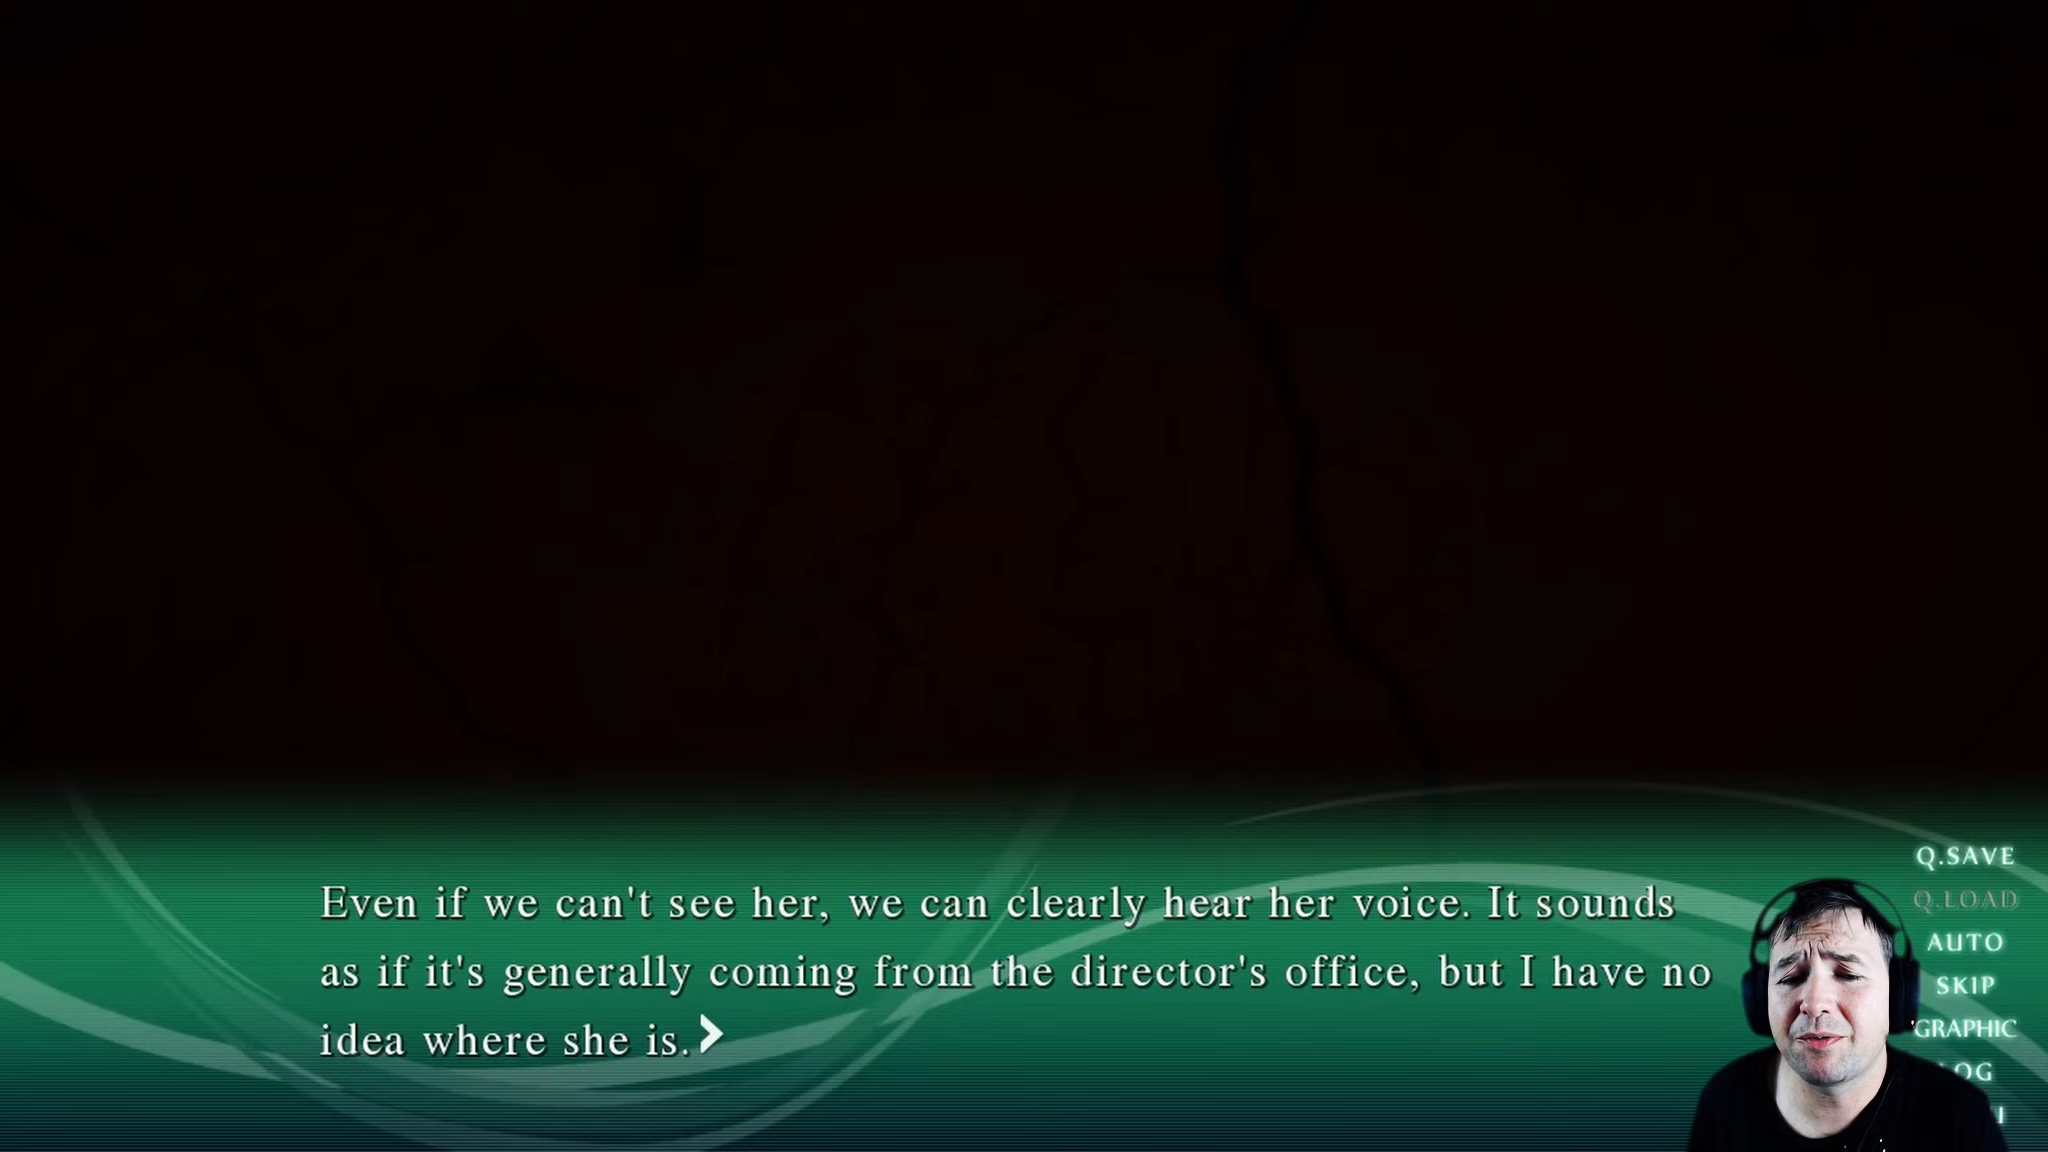 Even if we can't see her, we can clearly hear her voice. It sounds
as if it's generally coming from the director's office, but I have no
idea where she is.
Q.SAVE
Q.LOAD
AUTO
SKIP
GRAPHIC